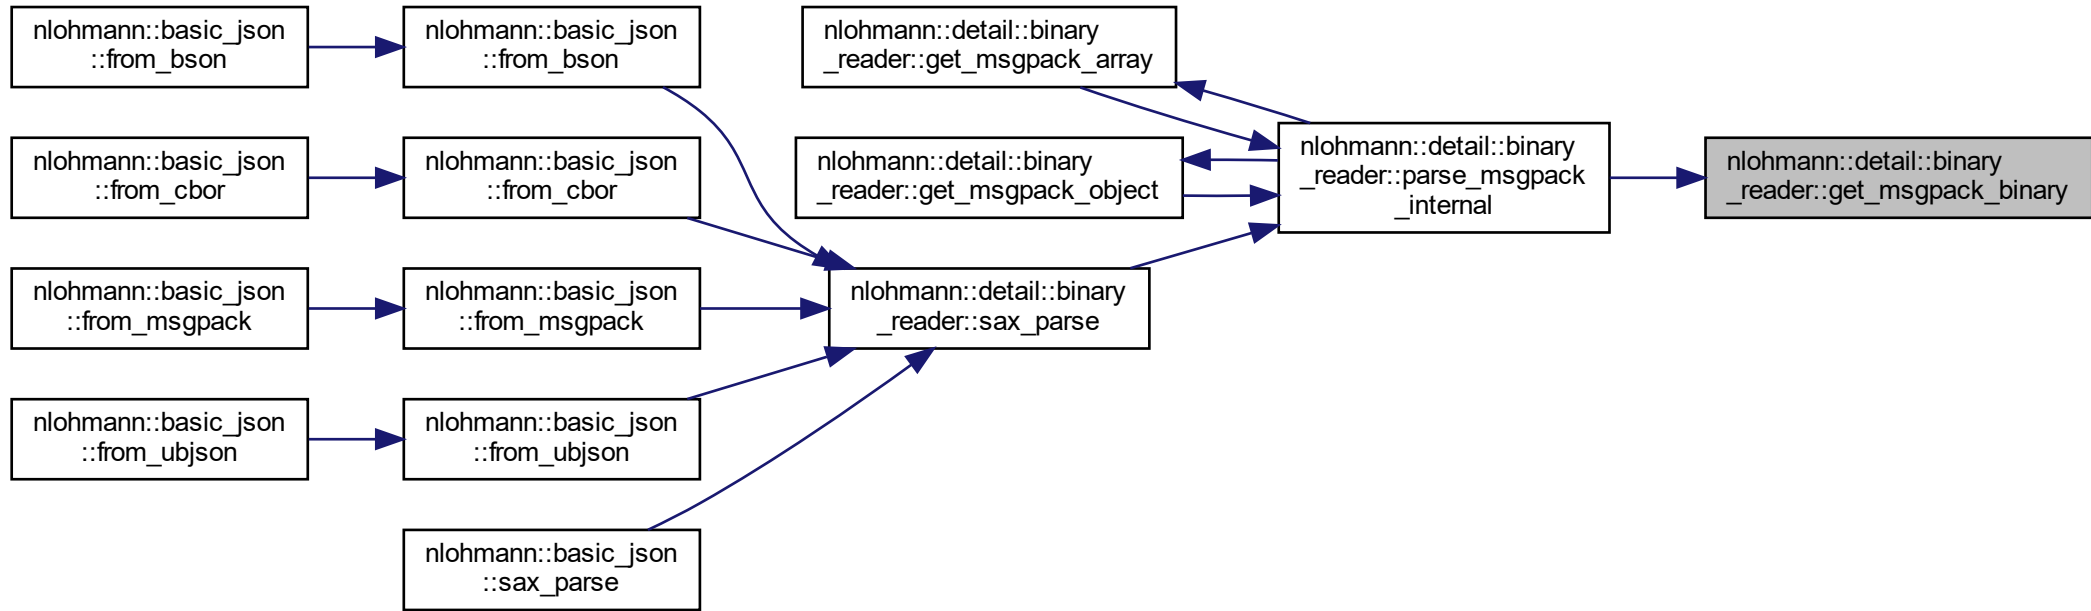 nlohmann::basic_json
::from_bson
nlohmann::basic_json
::from_bson
nlohmann::detail::binary
_reader::get_msgpack_array
nlohmann::basic_json
::from_cbor
nlohmann::basic_json
::from_cbor
nlohmann::detail::binary
_reader::get_msgpack_object
nlohmann::detail::binary
_reader::parse_msgpack
_internal
nlohmann::detail::binary
_reader::get_msgpack_binary
nlohmann::basic_json
::from_msgpack
nlohmann::basic_json
::from_msgpack
nlohmann::detail::binary
_reader::sax_parse
nlohmann::basic_json
::from_ubjson
nlohmann::basic_json
::from_ubjson
nlohmann::basic_json
::sax_parse